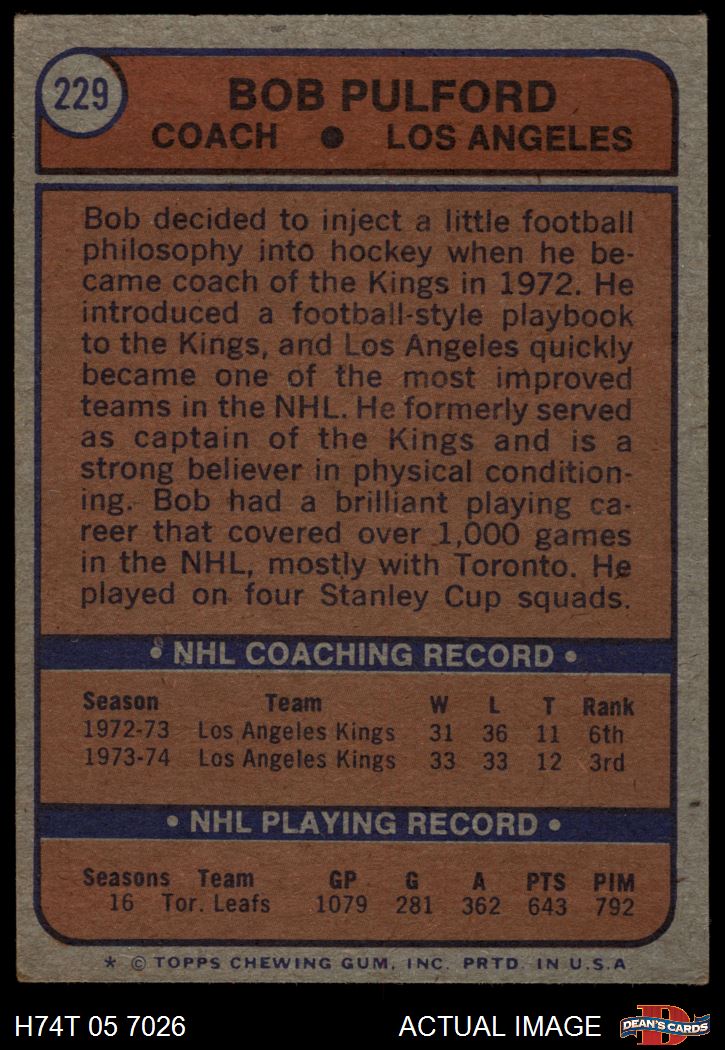 229
BOB PULFORD
COACH ● LOS ANGELES
Bob decided to inject a little football
philosophy into hockey when he be-
came coach of the Kings in 1972. He
introduced a football-style playbook
to the Kings, and Los Angeles quickly
became one of the most improved
teams in the NHL. He formerly served
as captain of the Kings and is a
strong believer in physical condition-
ing. Bob had a brilliant playing ca-
reer that covered over 1,000 games
in the NHL, mostly with Toronto. He
played on four Stanley Cup squads.
• NHL COACHING RECORD •
Season Team W L T Rank
1972-73 Los Angeles Kings 31 36 11 6th
1973-74 Los Angeles Kings 33 33 12 3rd
• NHL PLAYING RECORD •
Seasons Team GP G A PTS PIM
16 Tor. Leafs 1079 281 362 643 792
* © TOPPS CHEWING GUM, INC. PRTD. IN U.S.A
H74T 05 7026 ACTUAL IMAGE D DEAN'S CARDS